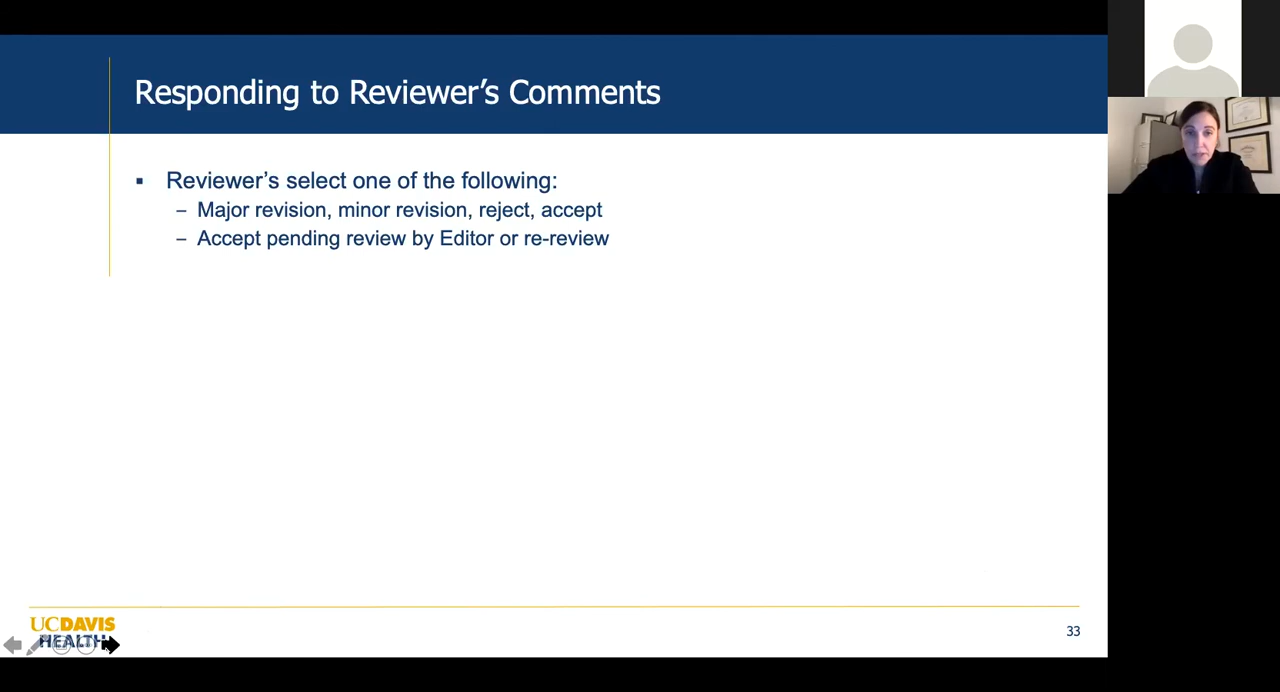 Responding to Reviewer's Comments
▪ Reviewer's select one of the following:
– Major revision, minor revision, reject, accept
– Accept pending review by Editor or re-review
UCDAVIS
HEALTH
33